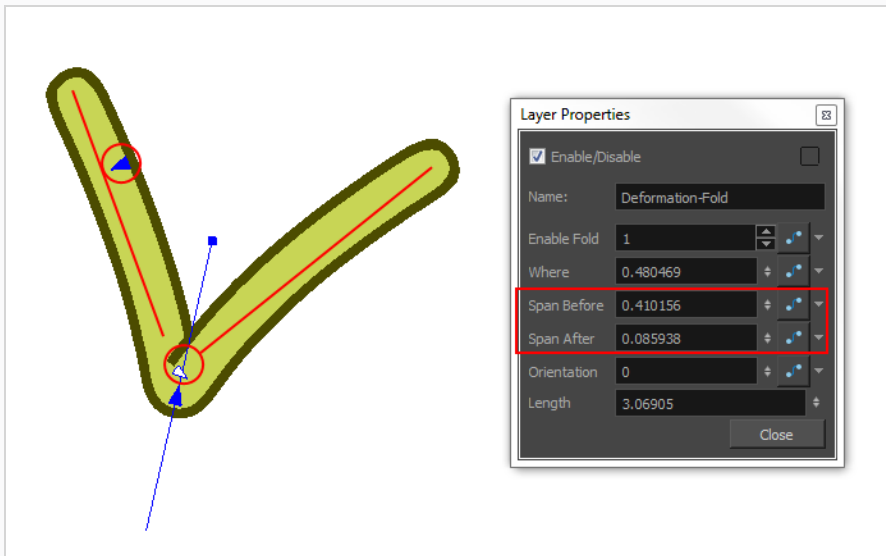 Layer Properties
Enable/Disable
Name: Deformation-Fold
Enable Fold 1
Where 0.480469
Span Before 0.410156
Span After 0.085938
Orientation 0
Length 3.06905
Close